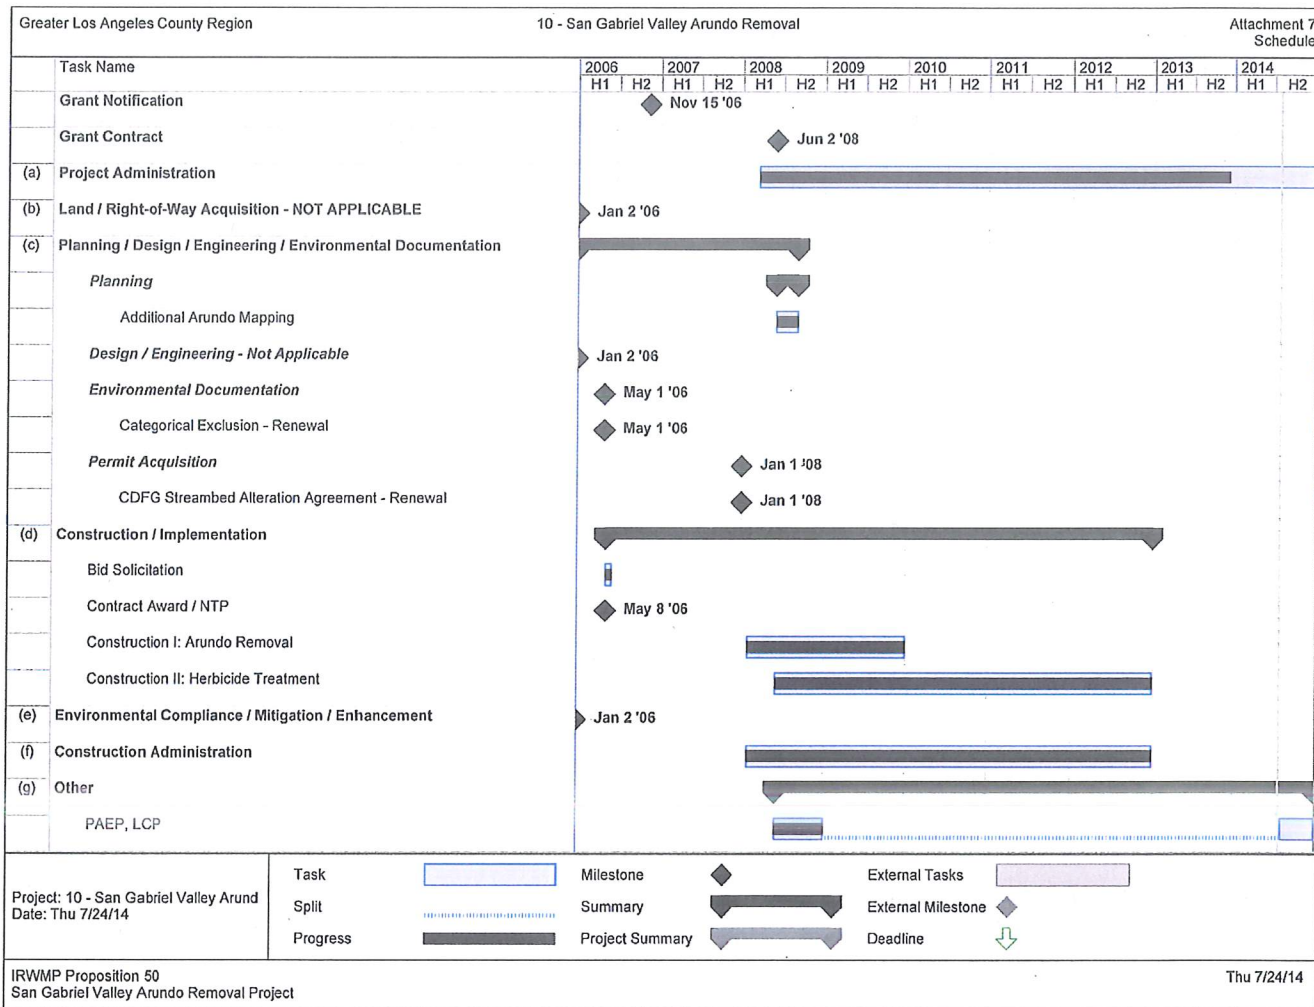 Greater Los Angeles County Region
10 - San Gabriel Valley Arundo Removal
Attachment 7
Schedule
Task Name
2006 2007 2008 2009 2010 2011 2012 2013 2014
H1 H2 H1 H2 H1 H2 H1 H2 H1 H2 H1 H2 H1 H2 H1 H2 H1 H2
Grant Notification Nov 15 '06
Grant Contract Jun 2 '08
(a) Project Administration
(b) Land / Right-of-Way Acquisition - NOT APPLICABLE Jan 2 '06
(c) Planning / Design / Engineering / Environmental Documentation
Planning
Additional Arundo Mapping
Design / Engineering - Not Applicable Jan 2 '06
Environmental Documentation May 1 '06
Categorical Exclusion - Renewal May 1 '06
Permit Acquisition Jan 1 '08
CDFG Streambed Alteration Agreement - Renewal Jan 1 '08
(d) Construction / Implementation
Bid Solicitation
Contract Award / NTP May 8 '06
Construction I: Arundo Removal
Construction II: Herbicide Treatment
(e) Environmental Compliance / Mitigation / Enhancement Jan 2 '06
(f) Construction Administration
(g) Other
PAEP, LCP
Project: 10 - San Gabriel Valley Arund
Date: Thu 7/24/14
Task Milestone External Tasks
Split Summary External Milestone
Progress Project Summary Deadline
IRWMP Proposition 50
San Gabriel Valley Arundo Removal Project
Thu 7/24/14